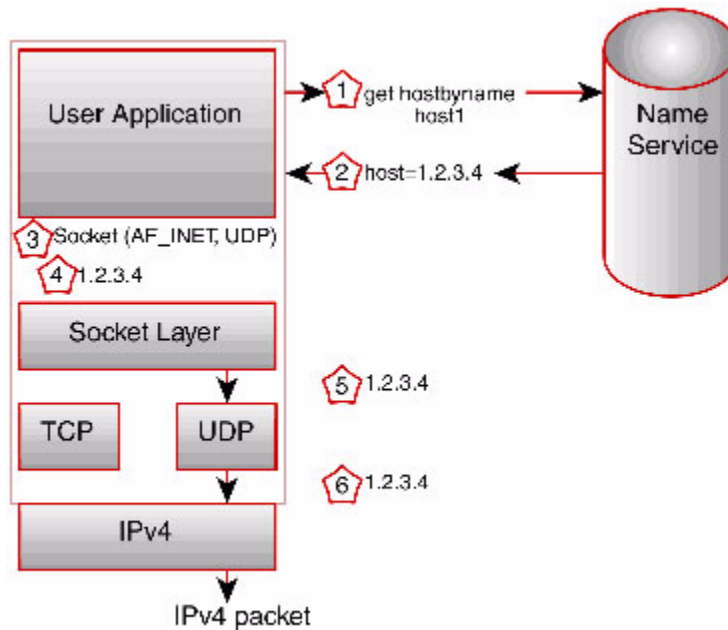 User Application
1 get hostbyname
host1
Name
Service
2 host=1.2.3.4
3 Socket (AF_INET, UDP)
4 1.2.3.4
Socket Layer
5 1.2.3.4
TCP
UDP
6 1.2.3.4
IPv4
IPv4 packet